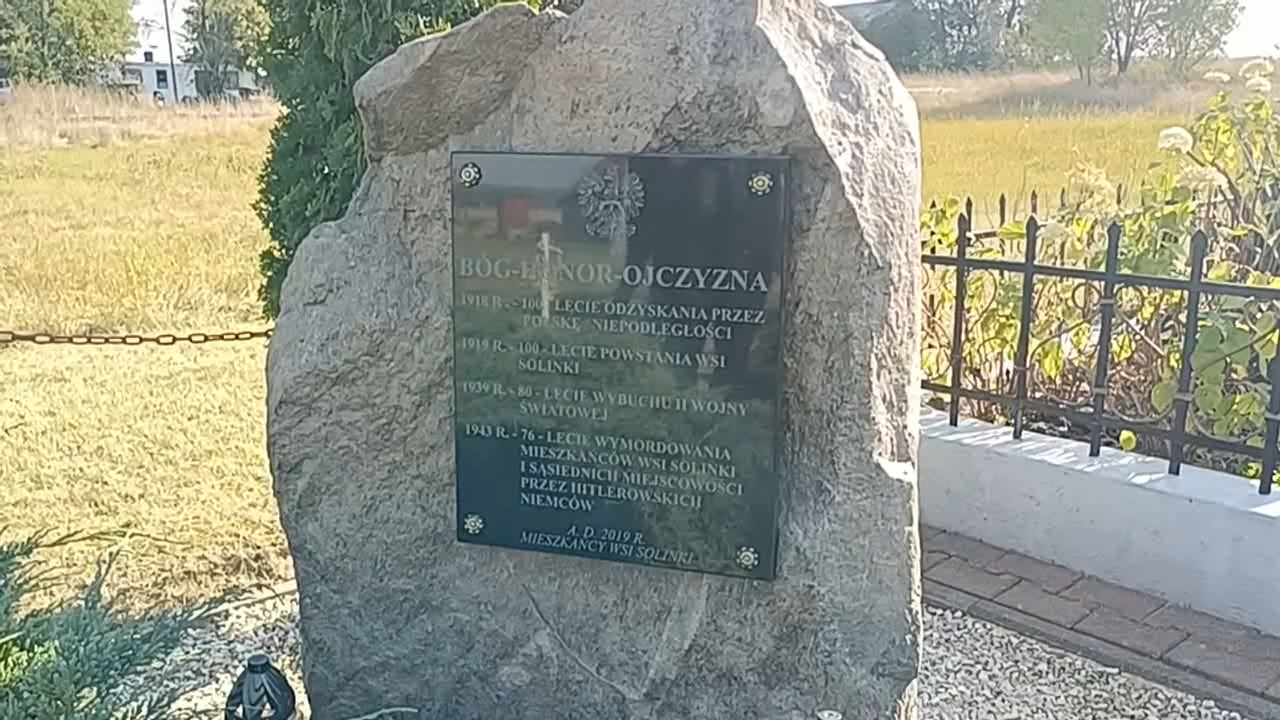 BÓG-HONOR-OJCZYZNA
1918 R. - 100 - LECIE ODZYSKANIA PRZEZ
POLSKĘ NIEPODLEGŁOŚCI
1919 R. - 100 - LECIE POWSTANIA WSI
SOLINKI
1939 R. - 80 - LECIE WYBUCHU II WOJNY
ŚWIATOWEJ
1943 R. - 76 - LECIE WYMORDOWANIA
MIESZKAŃCÓW WSI SOLINKI
I SĄSIEDNICH MIEJSCOWOŚCI
PRZEZ HITLEROWSKICH
NIEMCÓW
A. D. 2019 R.
MIESZKAŃCY WSI SOLINKI